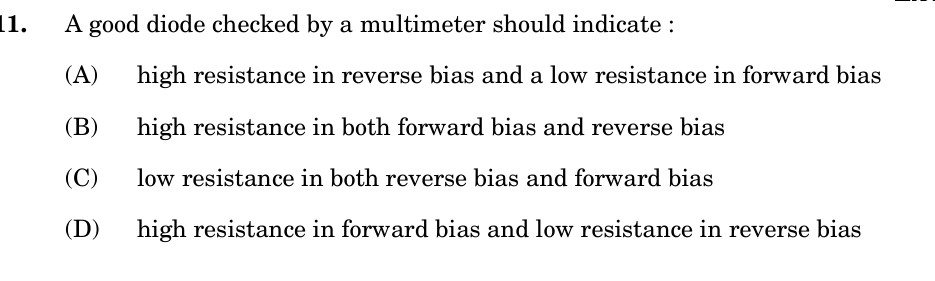 11. A good diode checked by a multimeter should indicate :
(A) high resistance in reverse bias and a low resistance in forward bias
(B) high resistance in both forward bias and reverse bias
(C) low resistance in both reverse bias and forward bias
(D) high resistance in forward bias and low resistance in reverse bias